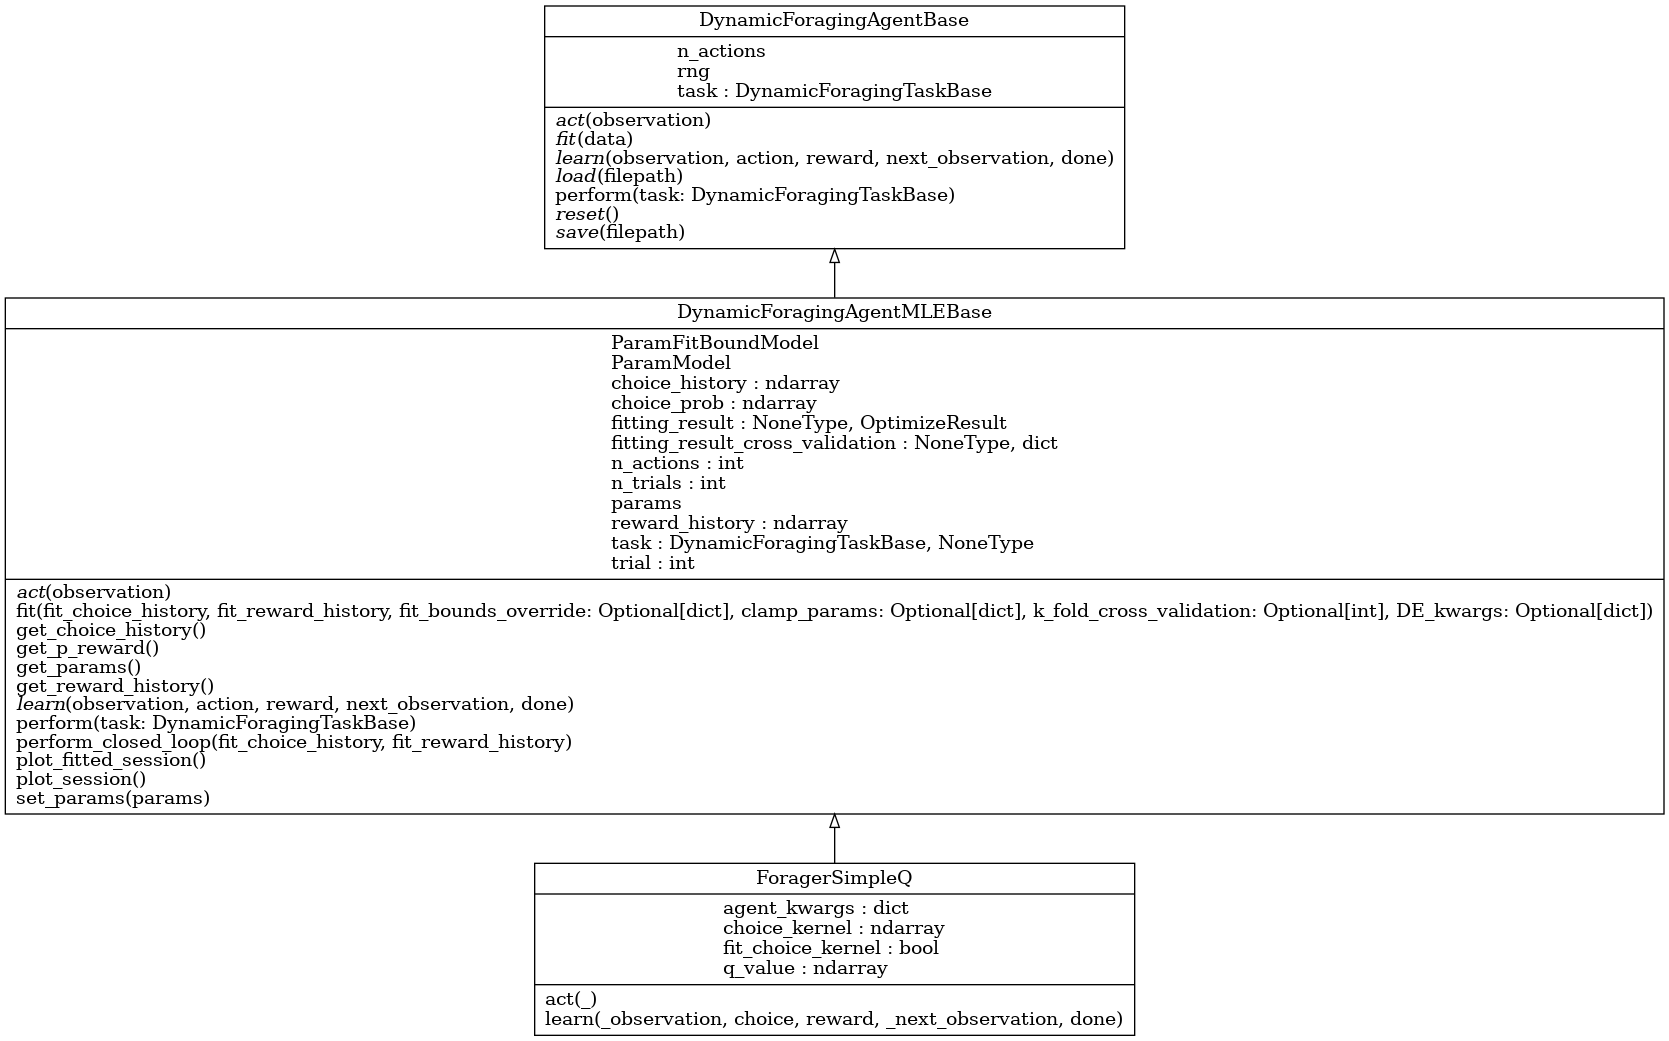 DynamicForagingAgentBase
n_actions
rng
task : DynamicForagingTaskBase
act(observation)
fit(data)
learn(observation, action, reward, next_observation, done)
load(filepath)
perform(task: DynamicForagingTaskBase)
reset()
save(filepath)
DynamicForagingAgentMLEBase
ParamFitBoundModel
ParamModel
choice_history : ndarray
choice_prob : ndarray
fitting_result : NoneType, OptimizeResult
fitting_result_cross_validation : NoneType, dict
n_actions : int
n_trials : int
params
reward_history : ndarray
task : DynamicForagingTaskBase, NoneType
trial : int
act(observation)
fit(fit_choice_history, fit_reward_history, fit_bounds_override: Optional[dict], clamp_params: Optional[dict], k_fold_cross_validation: Optional[int], DE_kwargs: Optional[dict])
get_choice_history()
get_p_reward()
get_params()
get_reward_history()
learn(observation, action, reward, next_observation, done)
perform(task: DynamicForagingTaskBase)
perform_closed_loop(fit_choice_history, fit_reward_history)
plot_fitted_session()
plot_session()
set_params(params)
ForagerSimpleQ
agent_kwargs : dict
choice_kernel : ndarray
fit_choice_kernel : bool
q_value : ndarray
act(_)
learn(_observation, choice, reward, _next_observation, done)